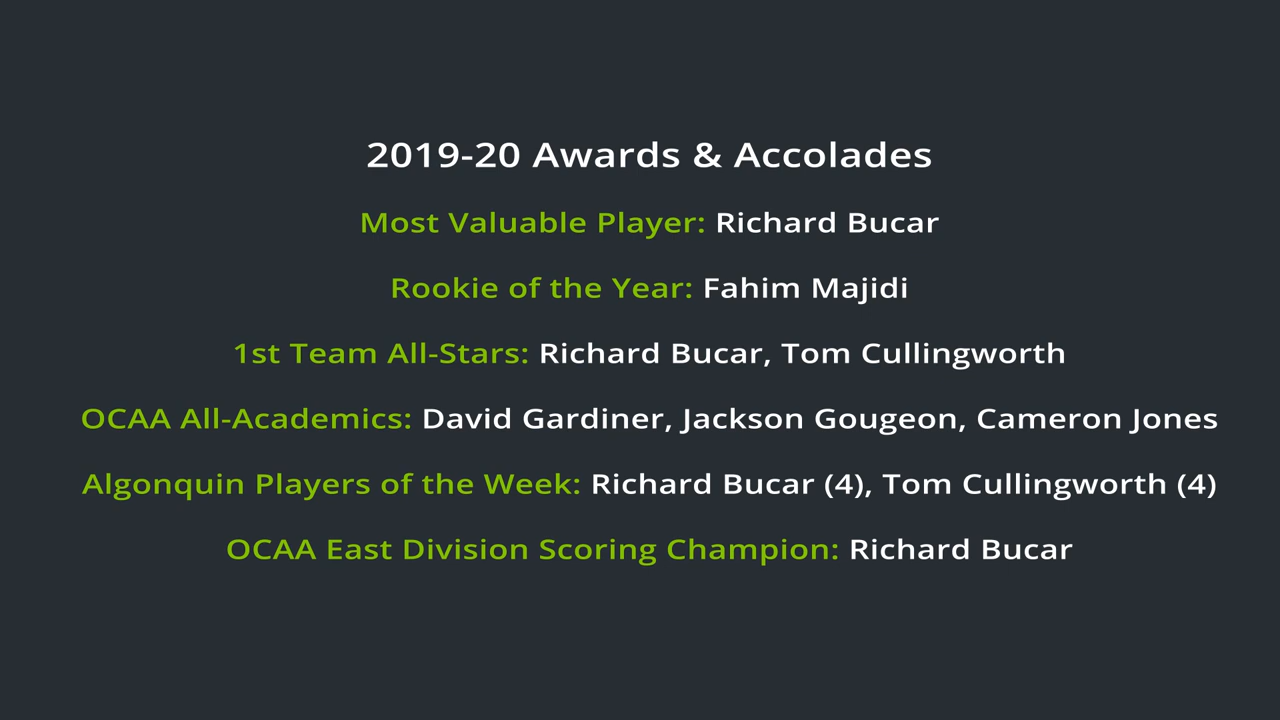 2019-20 Awards & Accolades
Most Valuable Player: Richard Bucar
Rookie of the Year: Fahim Majidi
1st Team All-Stars: Richard Bucar, Tom Cullingworth
OCAA All-Academics: David Gardiner, Jackson Gougeon, Cameron Jones
Algonquin Players of the Week: Richard Bucar (4), Tom Cullingworth (4)
OCAA East Division Scoring Champion: Richard Bucar